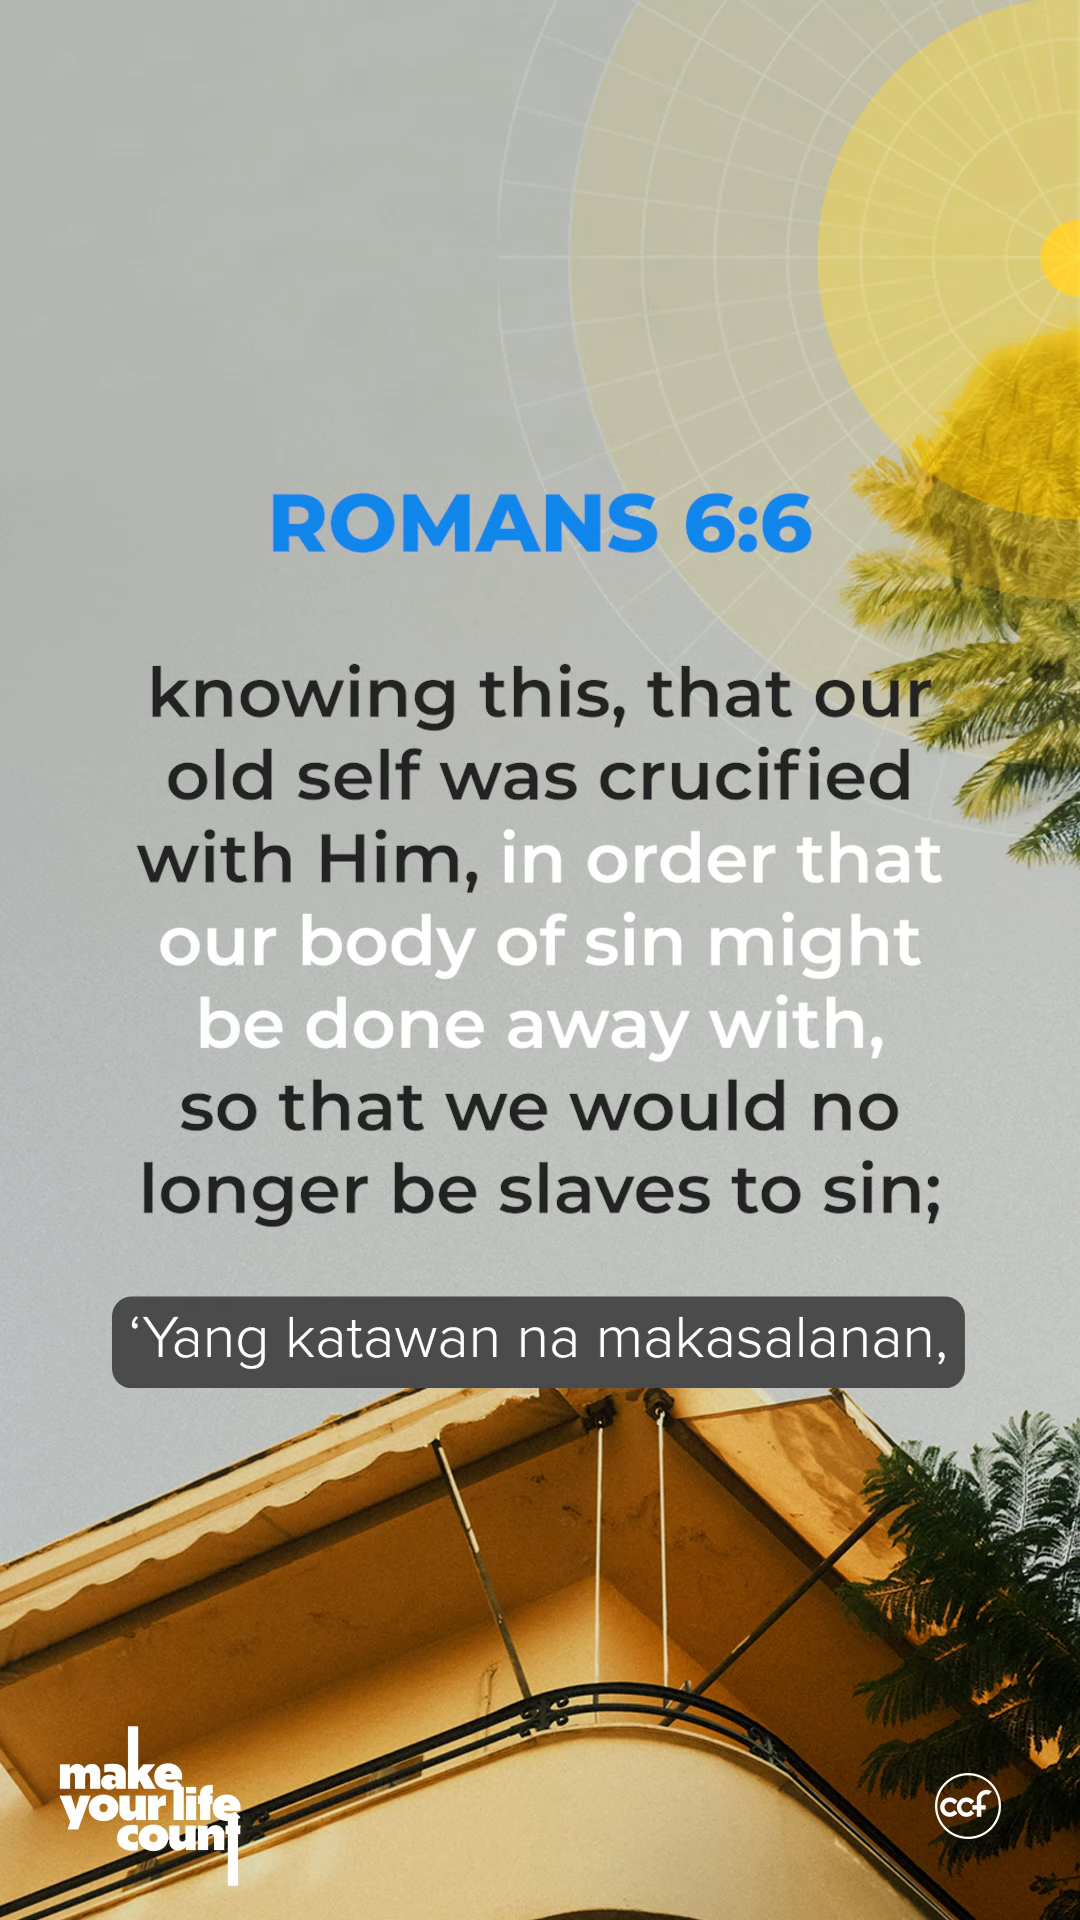 ROMANS 6:6
knowing this, that our
old self was crucified
with Him, in order that
our body of sin might
be done away with,
so that we would no
longer be slaves to sin;
‘Yang katawan na makasalanan,
make
your life
count
ccf